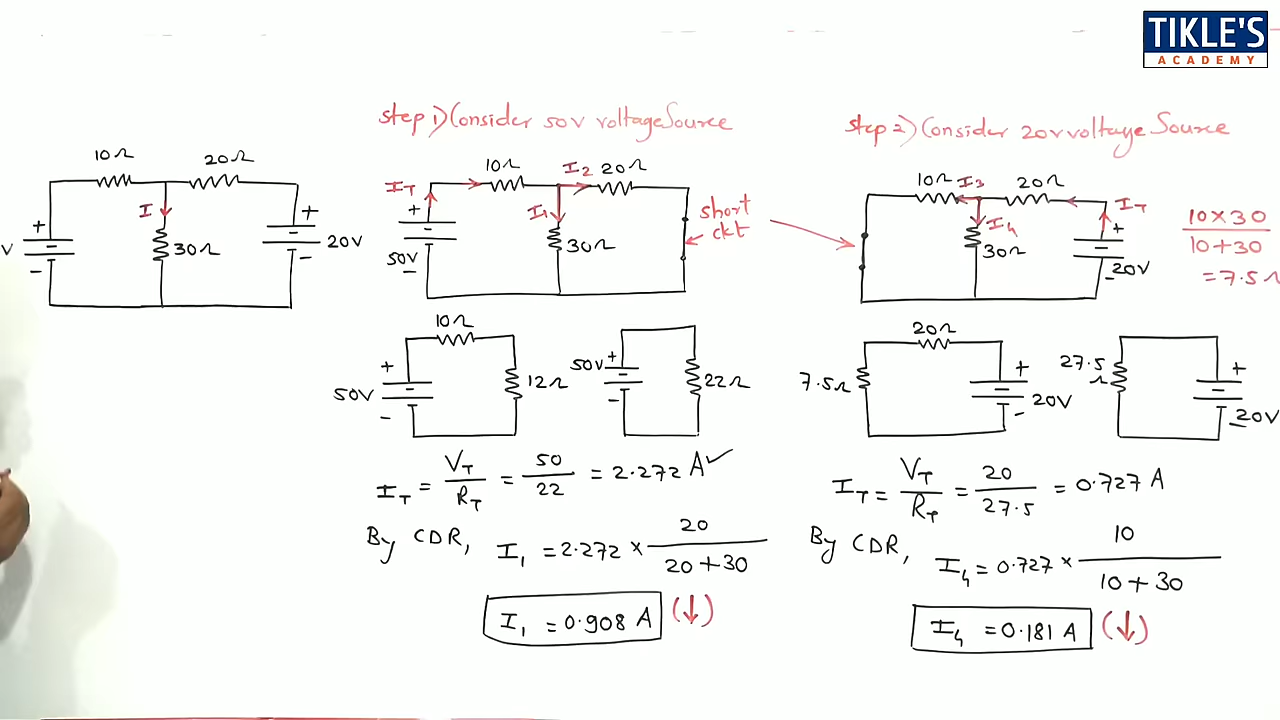 TIKLE'S
ACADEMY
step 1) Consider 50V voltage Source
step 2) Consider 20V voltage Source
10Ω
20Ω
+
I
30Ω
+
V
-
-
20V
10Ω
I2
20Ω
IT
+
I1
30Ω
50V
-
short
ckt
10Ω
I3
20Ω
IT
I4
+
30Ω
-
20V
10×30
10+30
=7.5Ω
10Ω
+
50V
-
12Ω
50V
+
-
22Ω
20Ω
7.5Ω
+
-
20V
27.5
Ω
+
-
20V
IT = VT/RT = 50/22 = 2.272 A ✓
By CDR, I1 = 2.272 × 20/20+30
I1 = 0.908 A (↓)
IT = VT/RT = 20/27.5 = 0.727 A
By CDR, I4 = 0.727 × 10/10+30
I4 = 0.181 A (↓)